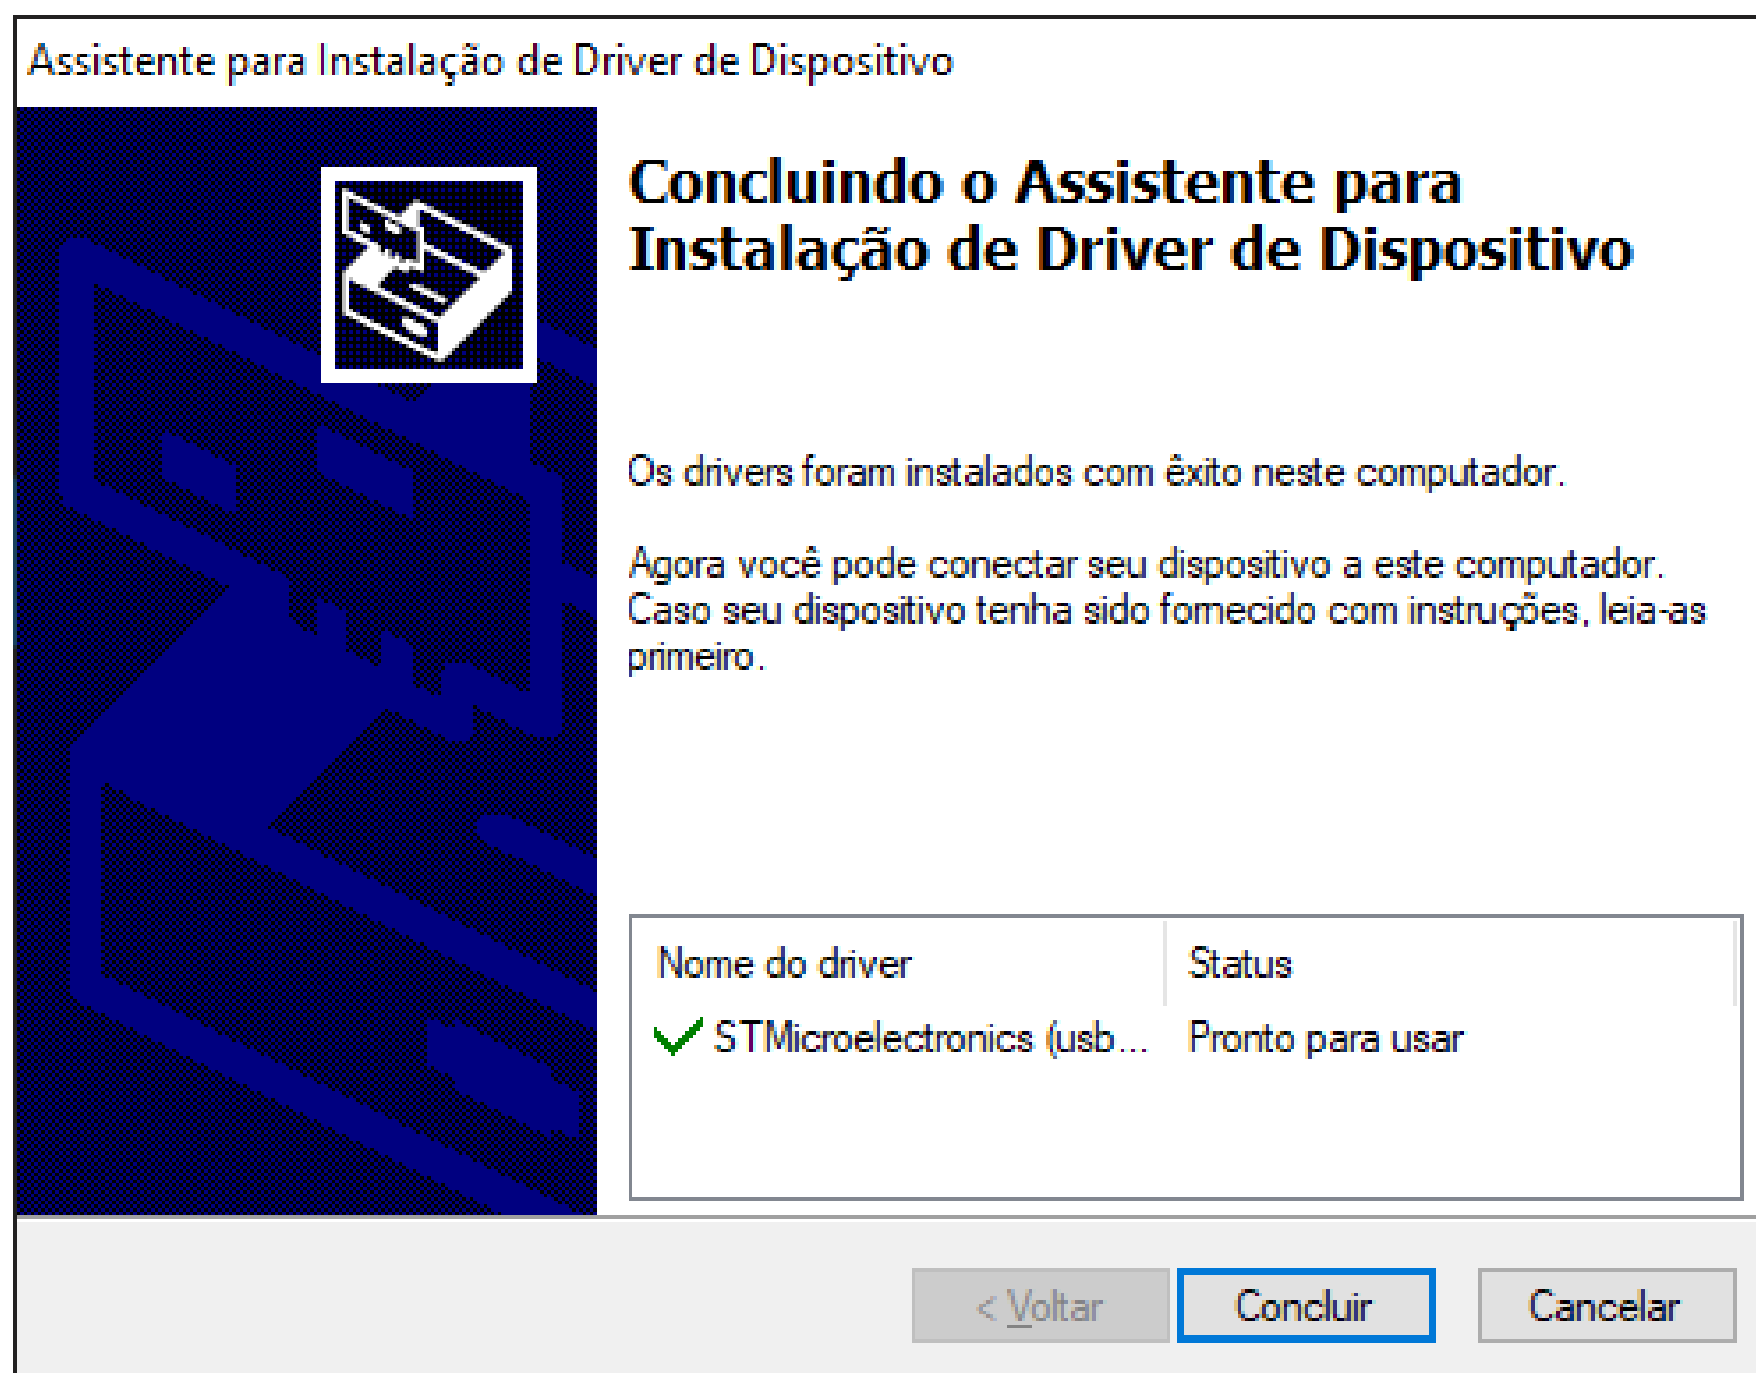 Assistente para Instalação de Driver de Dispositivo
Concluindo o Assistente para
Instalação de Driver de Dispositivo
Os drivers foram instalados com êxito neste computador.
Agora você pode conectar seu dispositivo a este computador.
Caso seu dispositivo tenha sido fornecido com instruções, leia-as
primeiro.
Nome do driver Status
STMicroelectronics (usb... Pronto para usar
< Voltar Concluir Cancelar